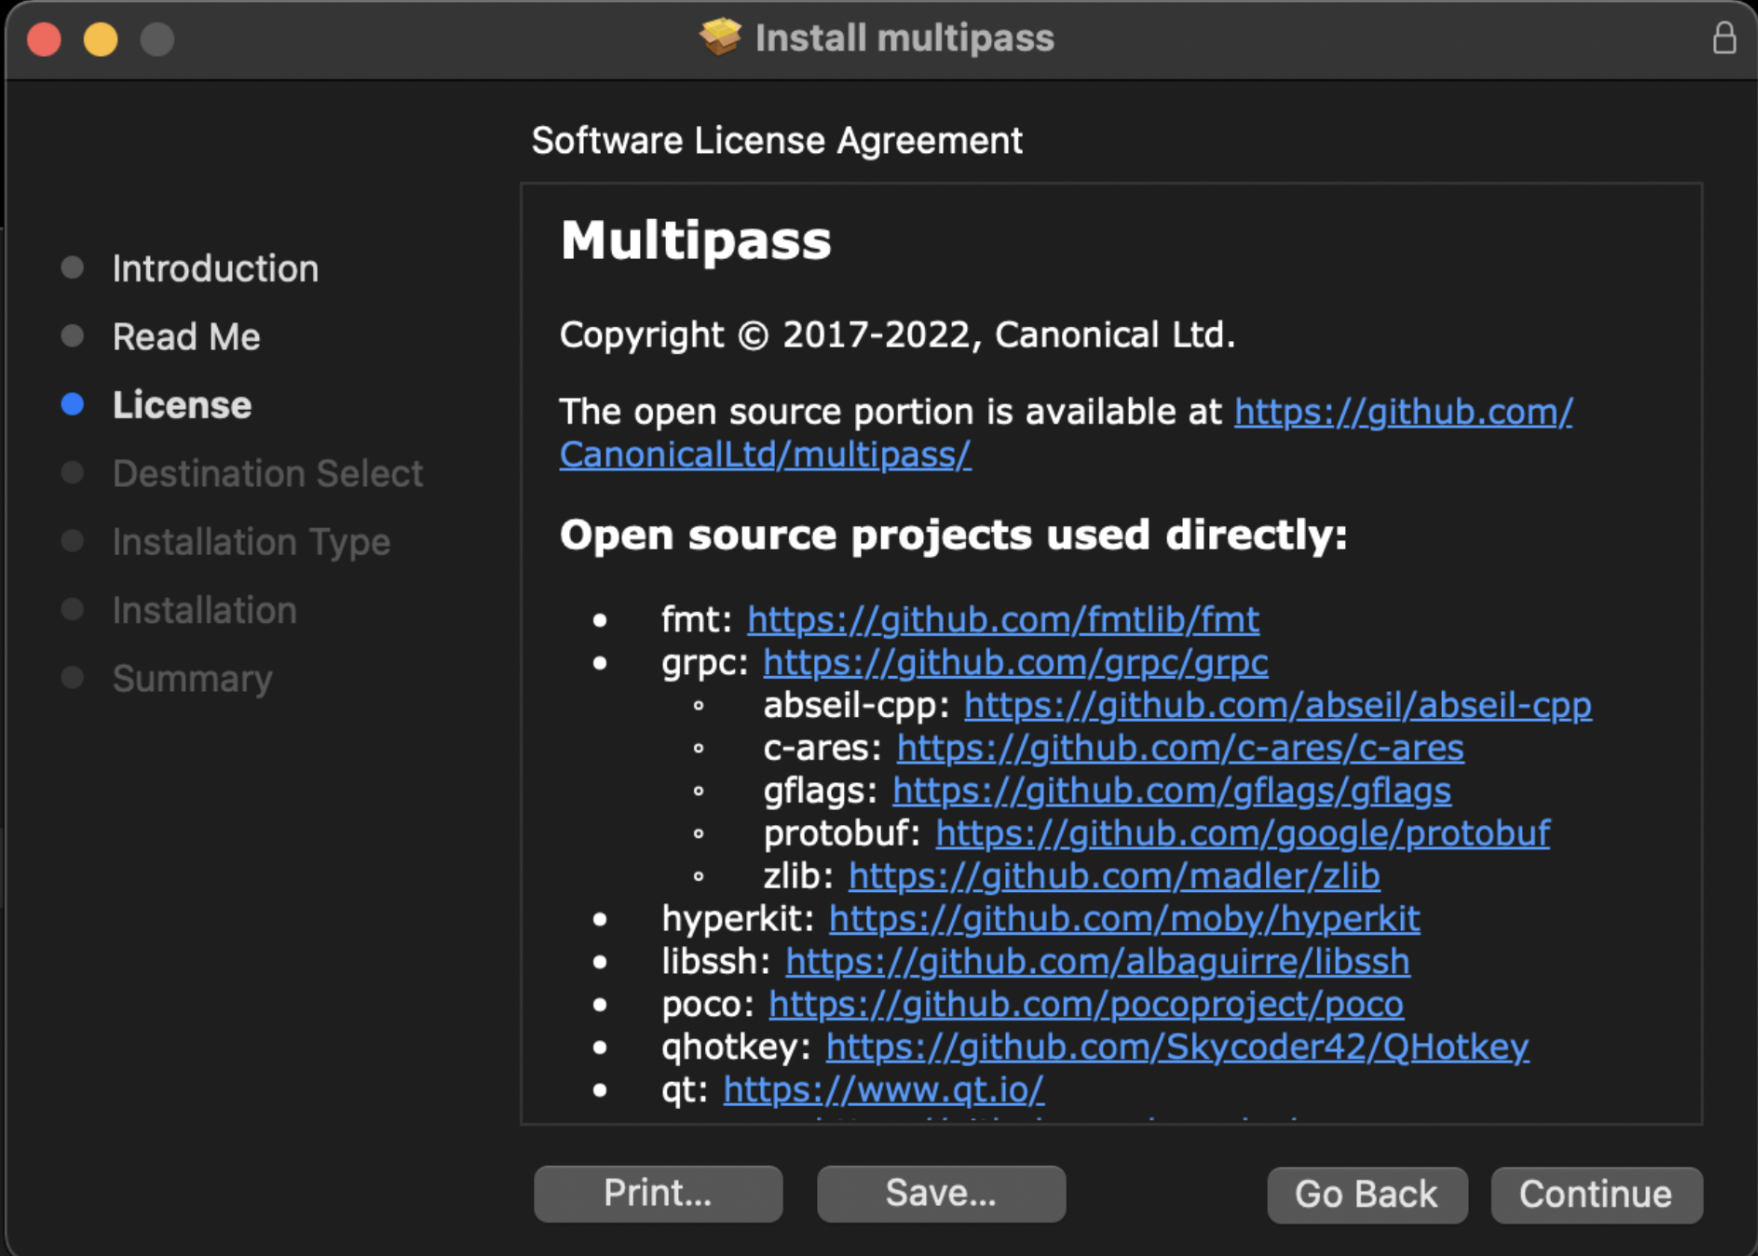 Install multipass
Software License Agreement
Introduction
Read Me
License
Destination Select
Installation Type
Installation
Summary
Multipass
Copyright © 2017-2022, Canonical Ltd.
The open source portion is available at https://github.com/
CanonicalLtd/multipass/
Open source projects used directly:
• fmt: https://github.com/fmtlib/fmt
• grpc: https://github.com/grpc/grpc
◦ abseil-cpp: https://github.com/abseil/abseil-cpp
◦ c-ares: https://github.com/c-ares/c-ares
◦ gflags: https://github.com/gflags/gflags
◦ protobuf: https://github.com/google/protobuf
◦ zlib: https://github.com/madler/zlib
• hyperkit: https://github.com/moby/hyperkit
• libssh: https://github.com/albaguirre/libssh
• poco: https://github.com/pocoproject/poco
• qhotkey: https://github.com/Skycoder42/QHotkey
• qt: https://www.qt.io/
Print...
Save...
Go Back
Continue